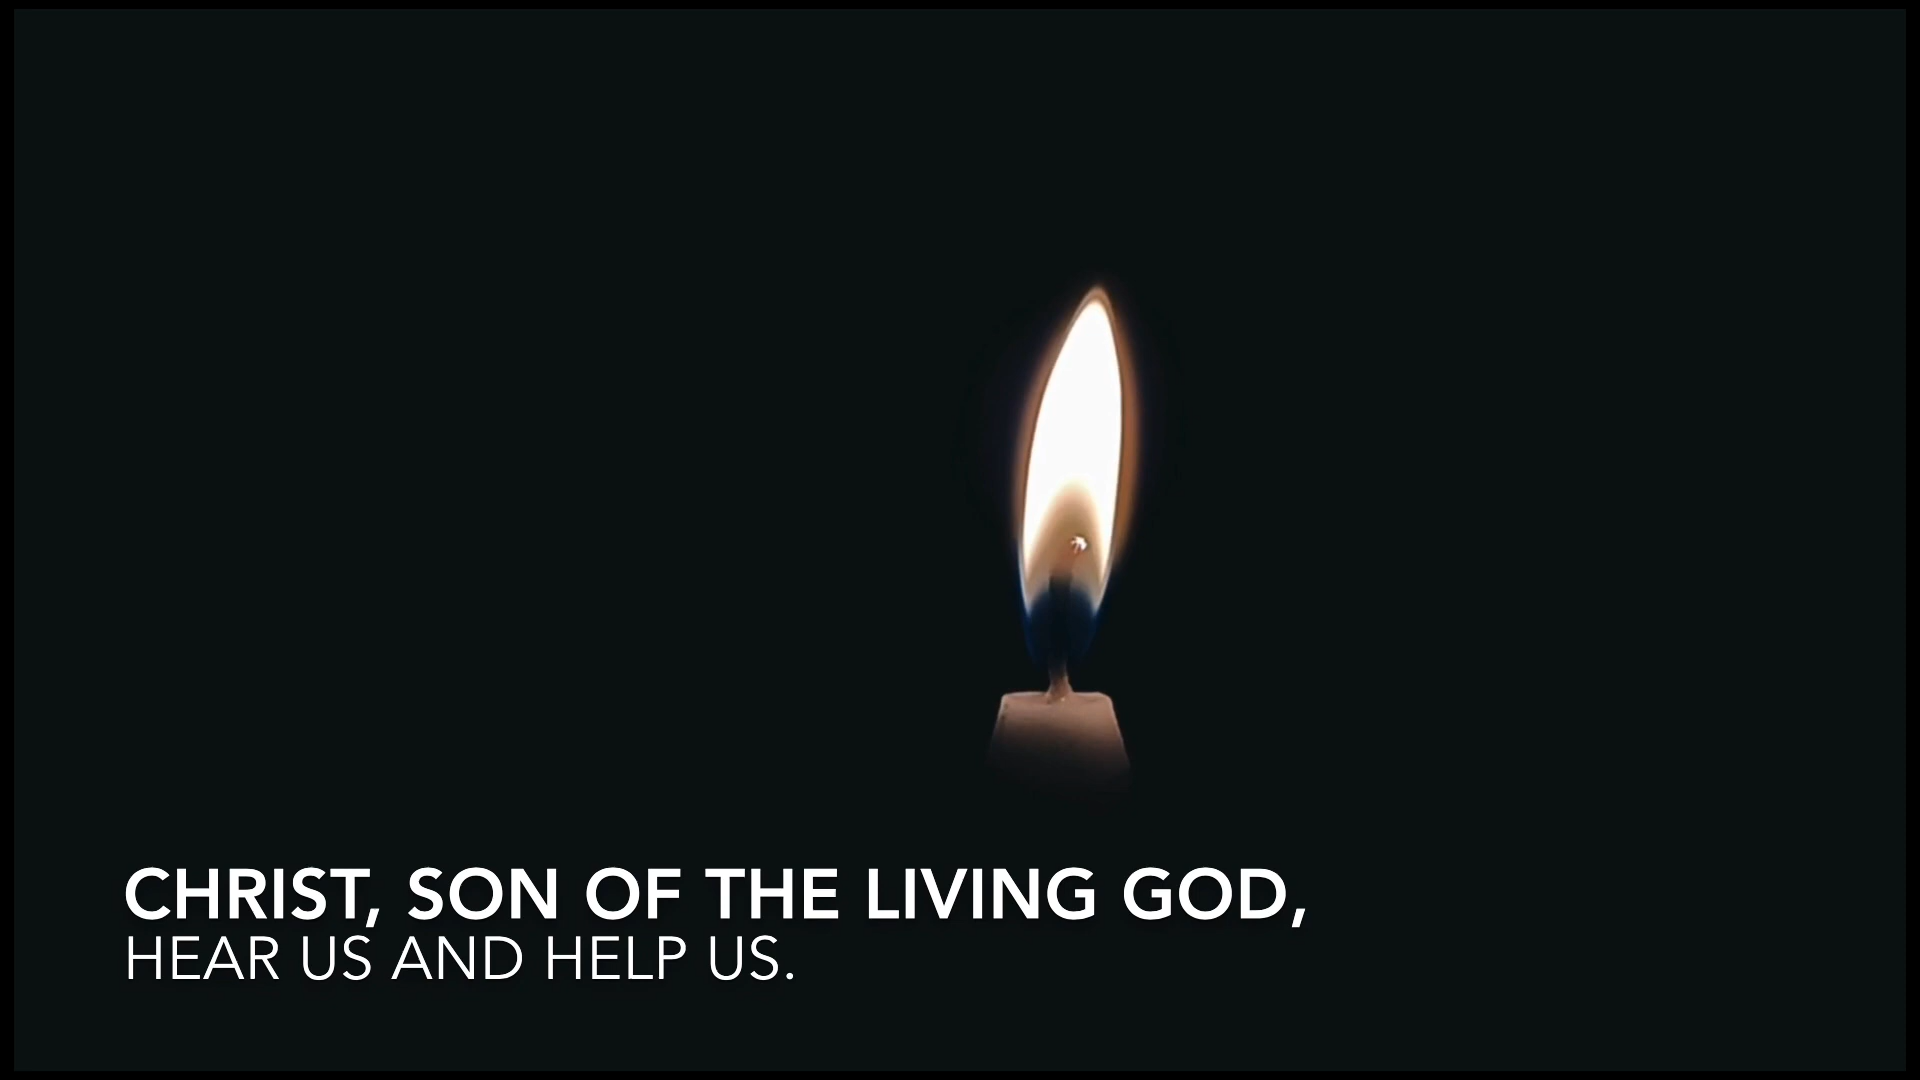 CHRIST, SON OF THE LIVING GOD,
HEAR US AND HELP US.